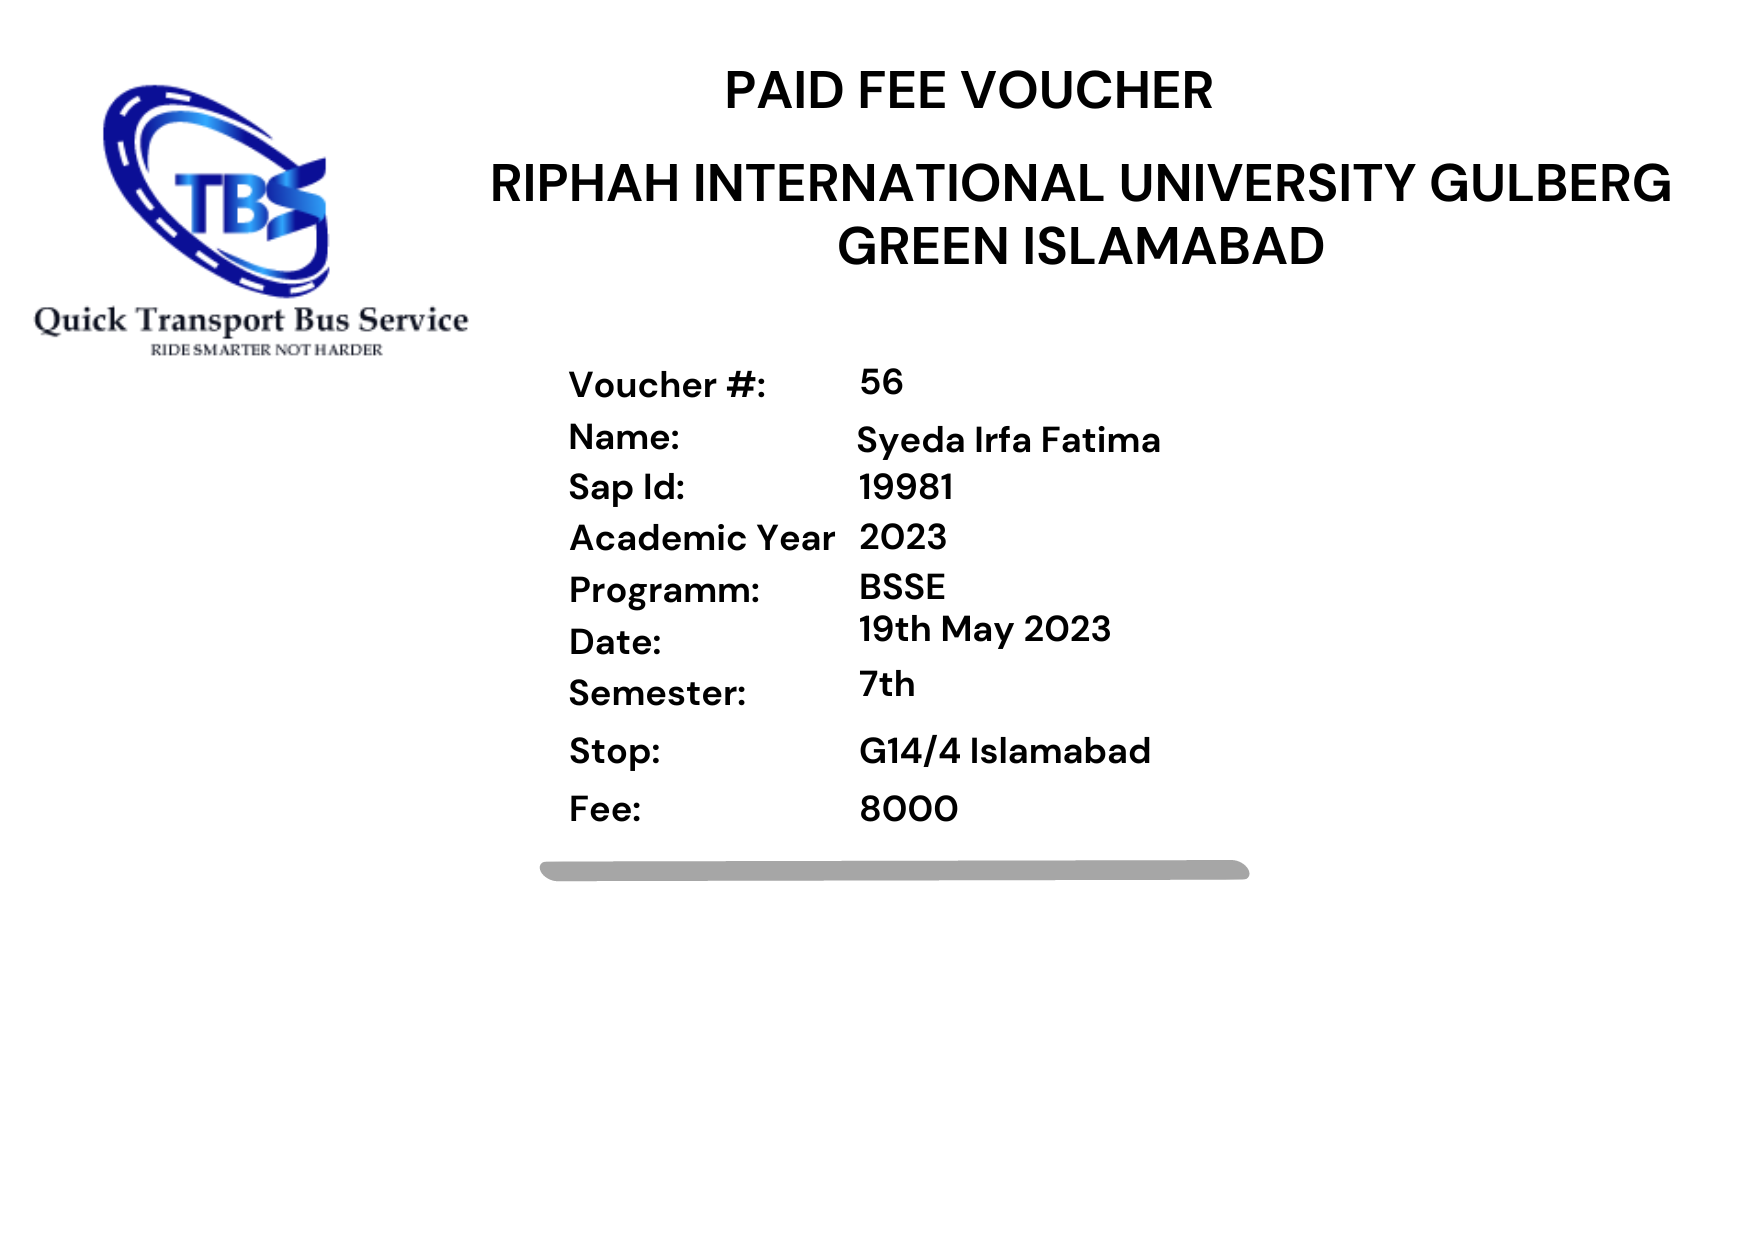 PAID FEE VOUCHER
RIPHAH INTERNATIONAL UNIVERSITY GULBERG
GREEN ISLAMABAD
TBS
Quick Transport Bus Service
RIDE SMARTER NOT HARDER
Voucher #: 56
Name: Syeda Irfa Fatima
Sap Id: 19981
Academic Year 2023
Programm: BSSE
Date: 19th May 2023
Semester: 7th
Stop: G14/4 Islamabad
Fee: 8000